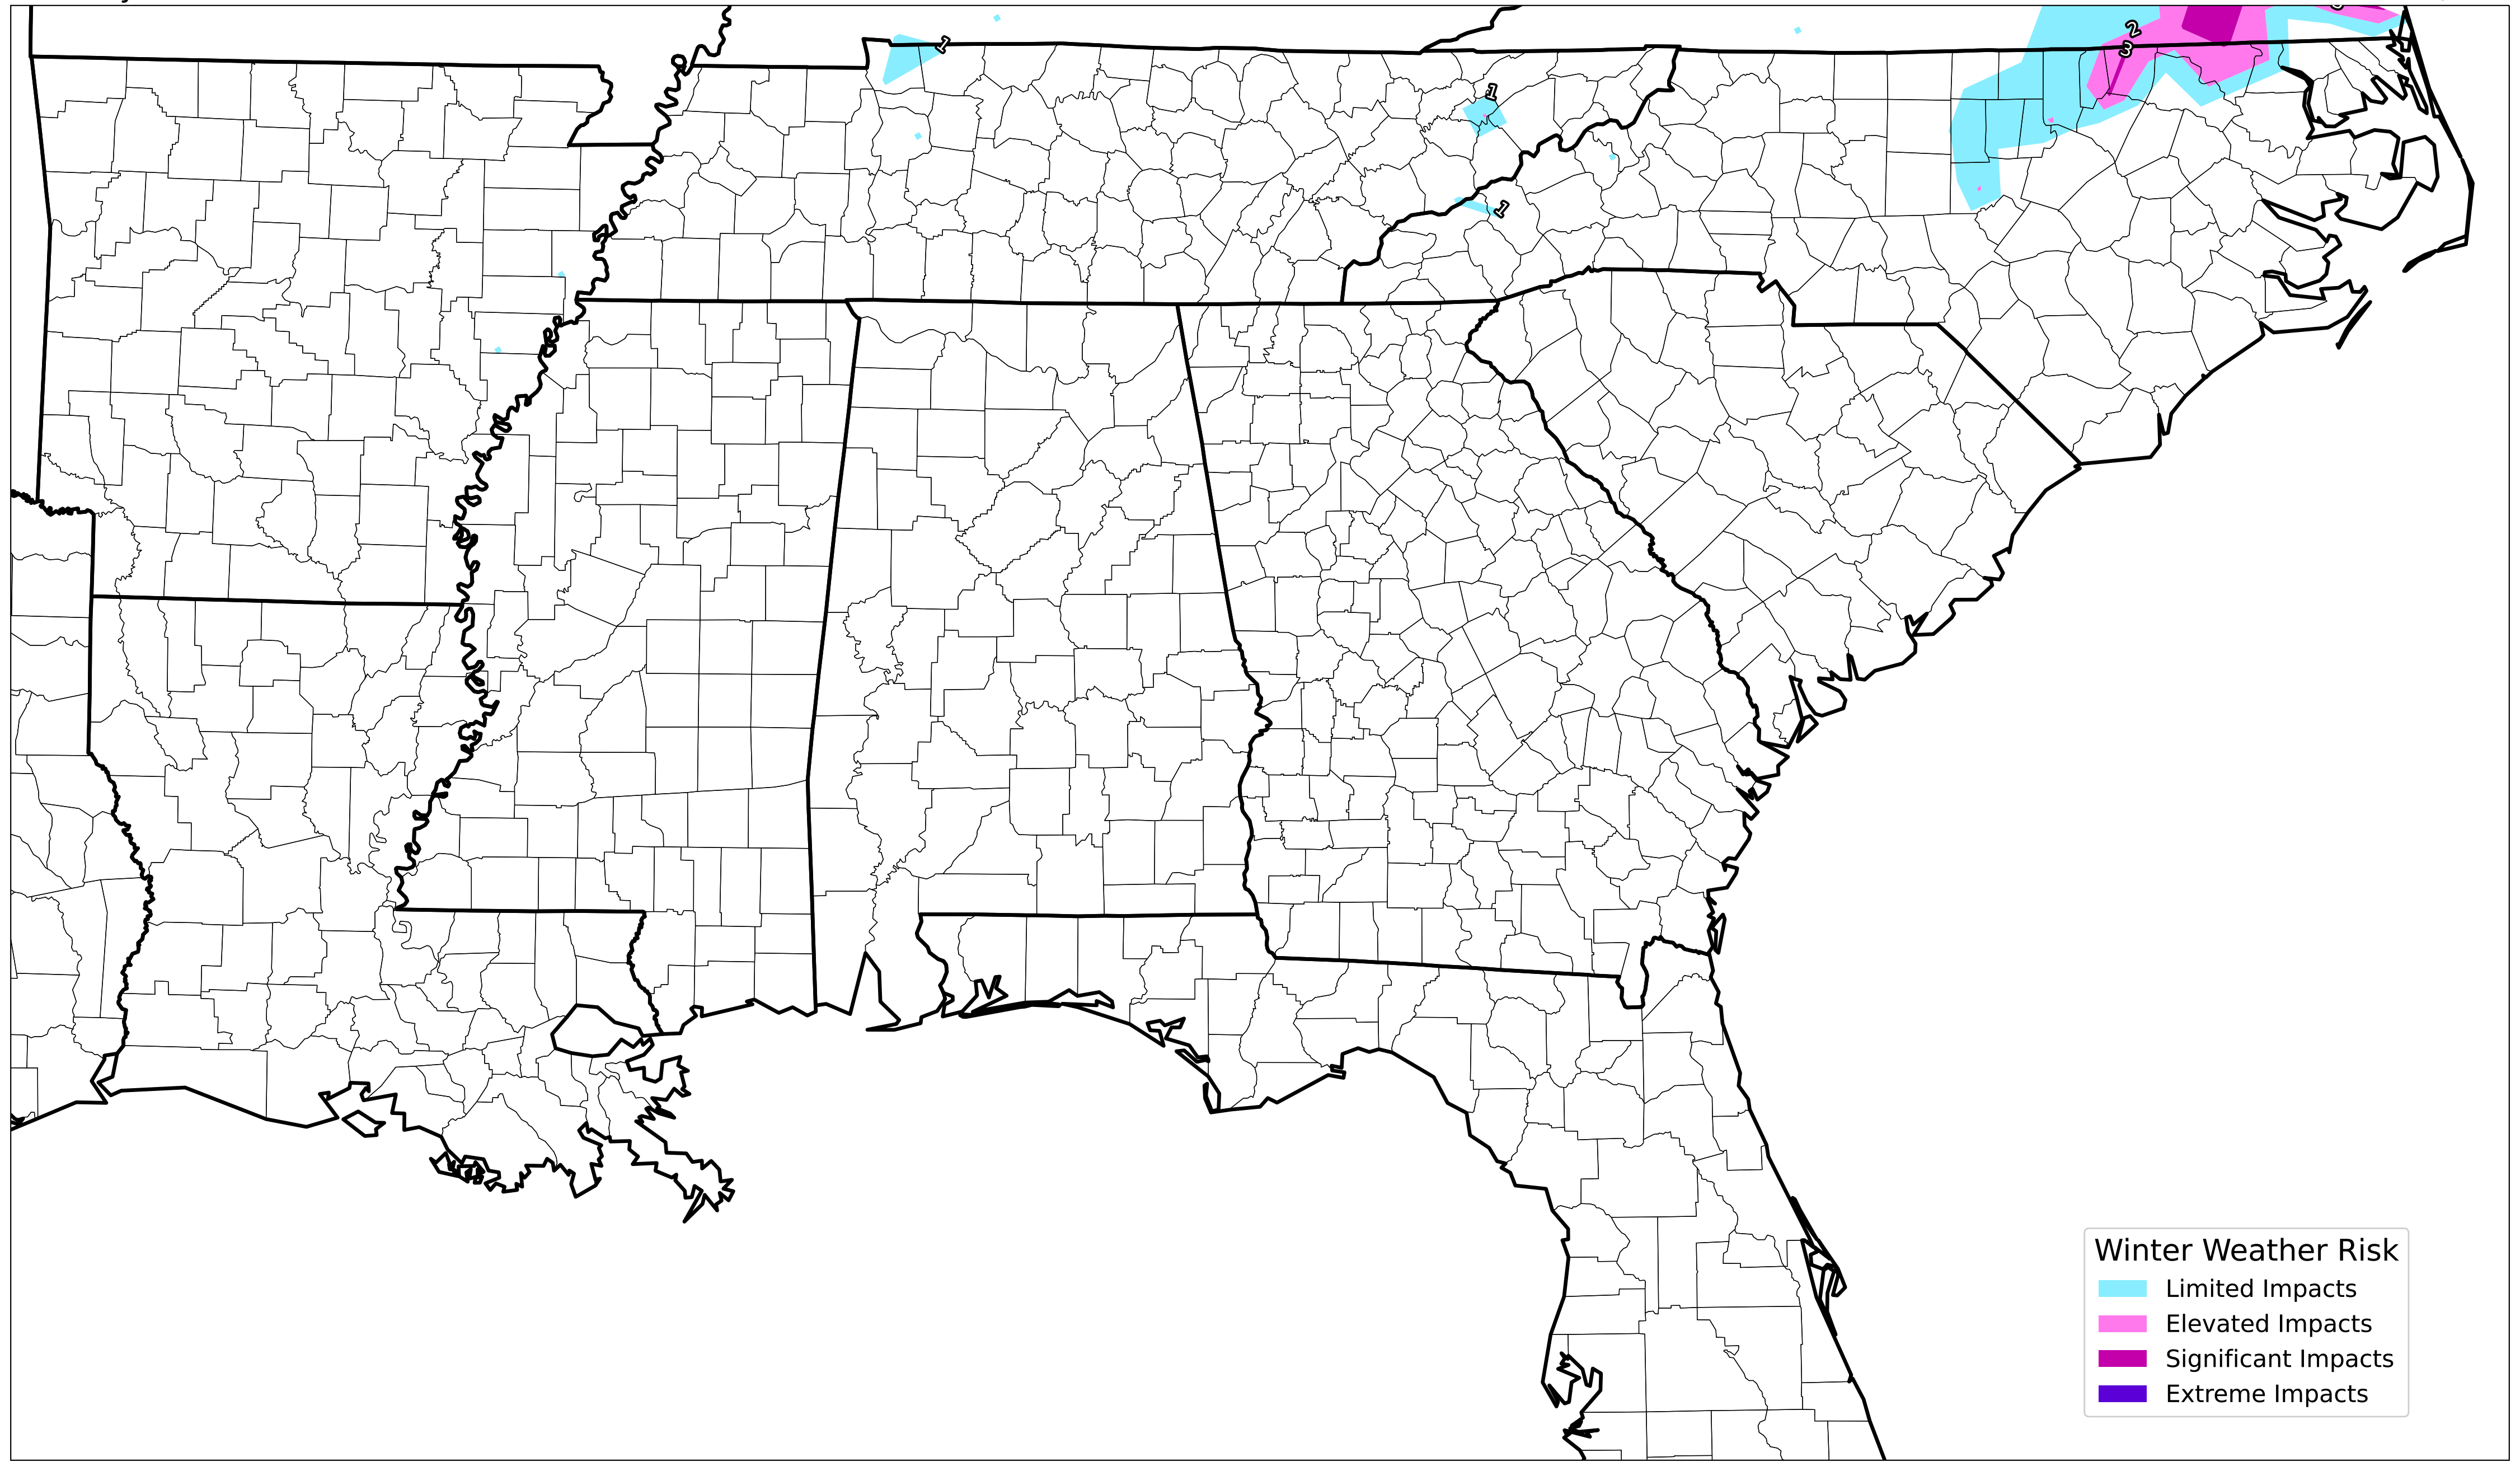 2
3
1
1
1
Winter Weather Risk
Limited Impacts
Elevated Impacts
Significant Impacts
Extreme Impacts